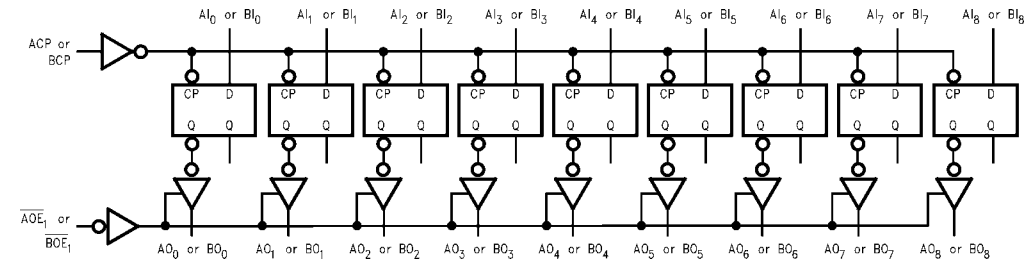 AI₀ or BI₀ AI₁ or BI₁ AI₂ or BI₂ AI₃ or BI₃ AI₄ or BI₄ AI₅ or BI₅ AI₆ or BI₆ AI₇ or BI₇ AI₈ or BI₈
ACP or
BCP
CP D CP D CP D CP D CP D CP D CP D CP D CP D
Q Q Q Q Q Q Q Q Q Q Q Q Q Q Q Q Q Q
A̅O̅E̅₁ or
B̅O̅E̅₁
AO₀ or BO₀ AO₁ or BO₁ AO₂ or BO₂ AO₃ or BO₃ AO₄ or BO₄ AO₅ or BO₅ AO₆ or BO₆ AO₇ or BO₇ AO₈ or BO₈